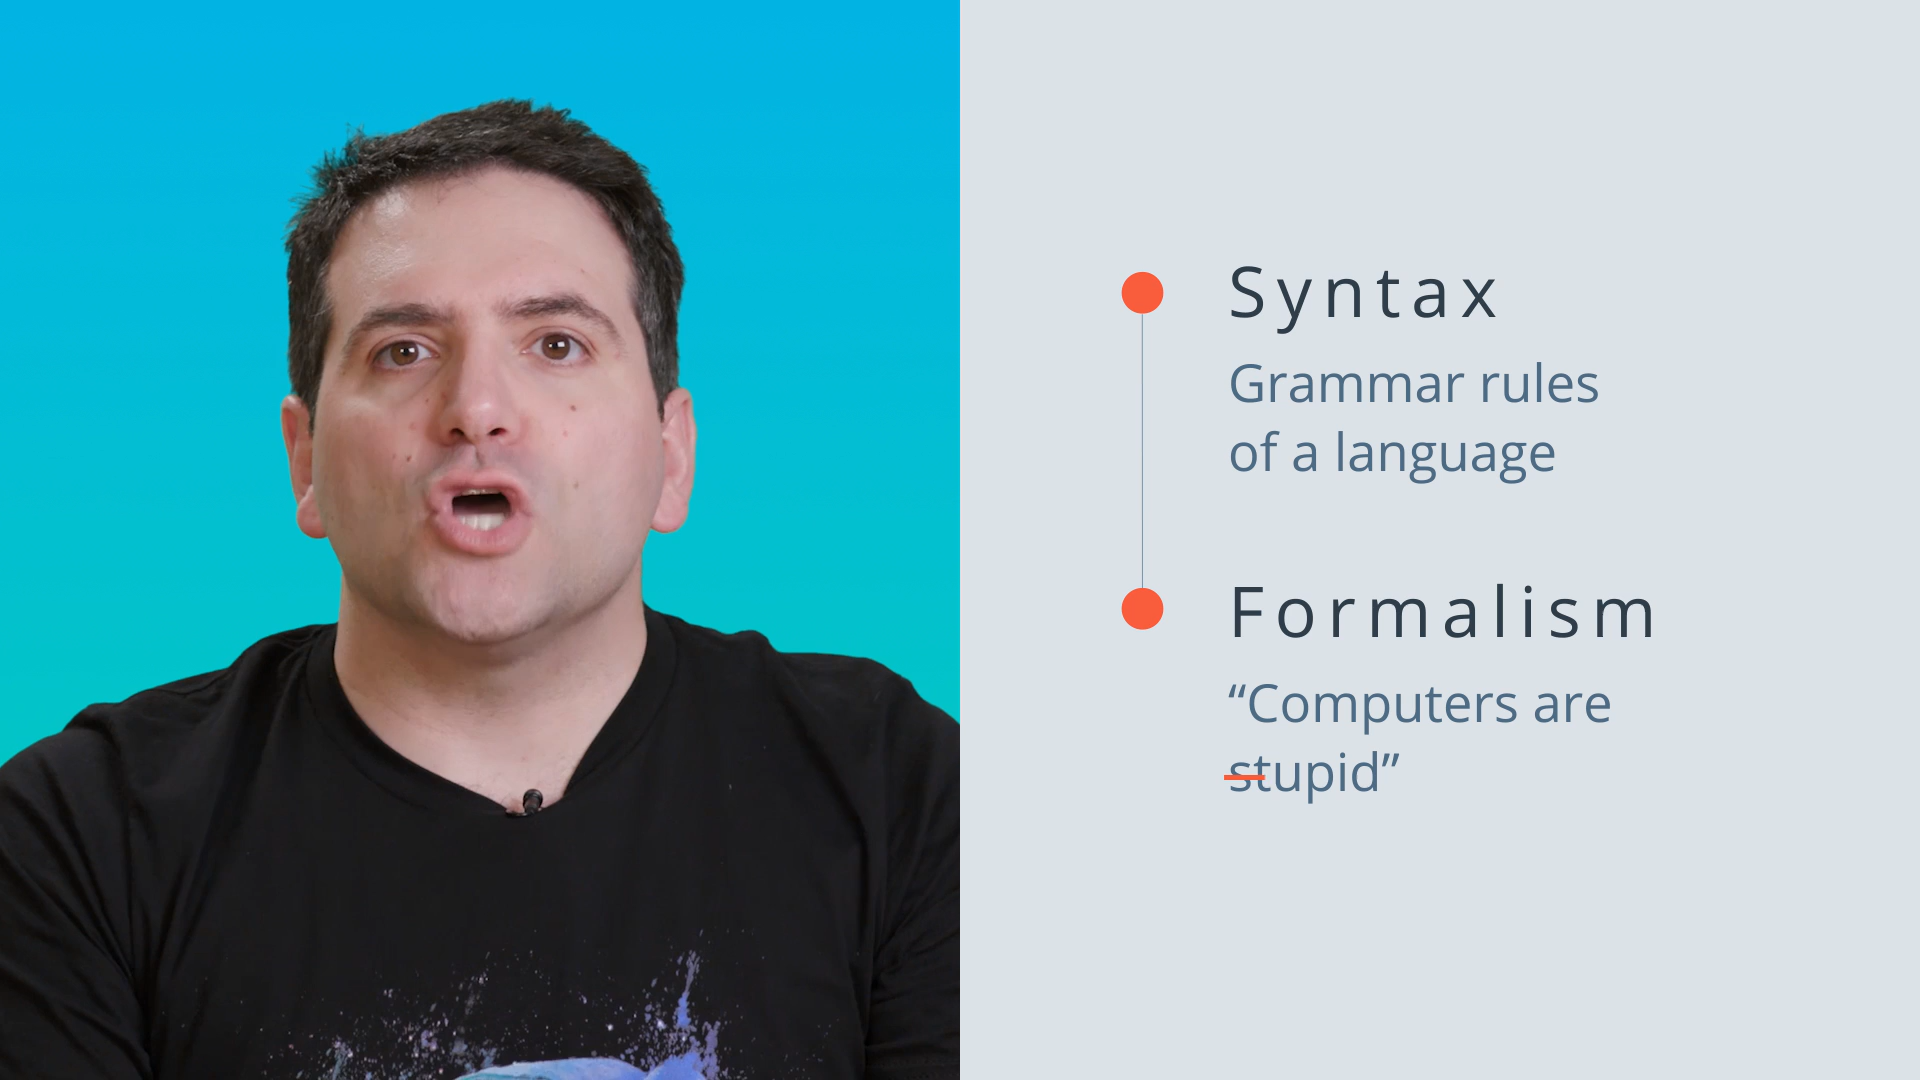 Syntax
Grammar rules
of a language
Formalism
“Computers are
stupid”